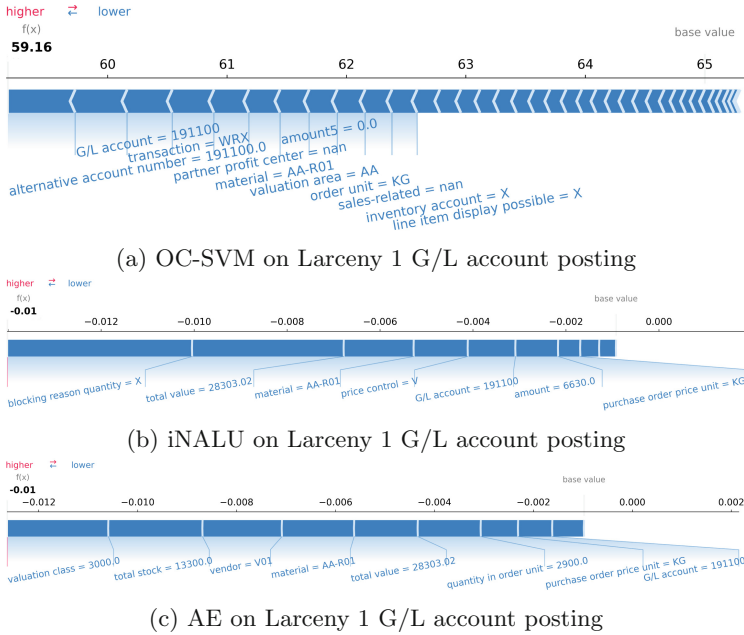 higher ⇄ lower
f(x)
base value
59.16
60 61 62 63 64 65
G/L account = 191100
amount5 = 0.0
transaction = WRX
alternative account number = 191100.0
partner profit center = nan
material = AA-R01
valuation area = AA
order unit = KG
sales-related = nan
inventory account = X
line item display possible = X
(a) OC-SVM on Larceny 1 G/L account posting
higher ⇄ lower
f(x)
base value
-0.01
−0.012 −0.010 −0.008 −0.006 −0.004 −0.002 0.000
blocking reason quantity = X
total value = 28303.02
material = AA-R01
price control = V
G/L account = 191100
amount = 6630.0
purchase order price unit = KG
(b) iNALU on Larceny 1 G/L account posting
higher ⇄ lower
f(x)
base value
-0.01
−0.012 −0.010 −0.008 −0.006 −0.004 −0.002 0.000 0.002
valuation class = 3000.0
total stock = 13300.0
vendor = V01
material = AA-R01
total value = 28303.02
quantity in order unit = 2900.0
purchase order price unit = KG
G/L account = 191100
(c) AE on Larceny 1 G/L account posting